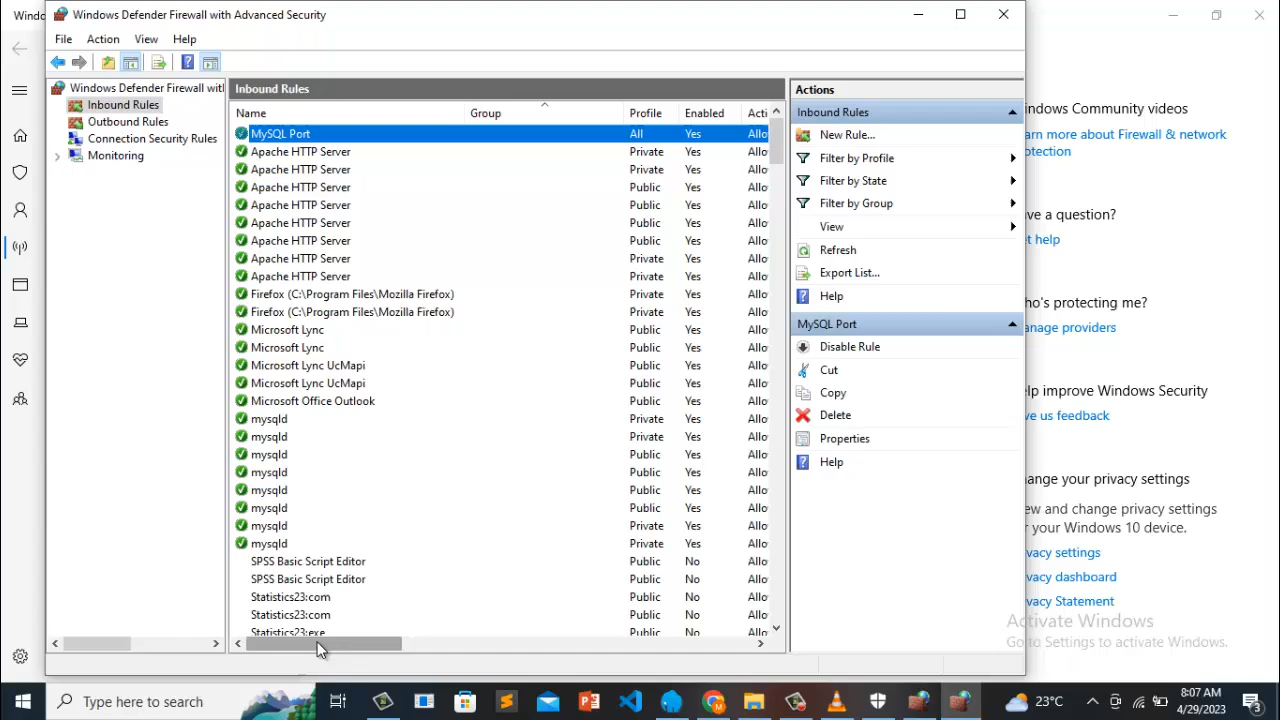 Windo
Windows Defender Firewall with Advanced Security
File Action View Help
Windows Defender Firewall wit
Inbound Rules
Outbound Rules
Connection Security Rules
Monitoring
Inbound Rules
Name Group Profile Enabled Acti
MySQL Port All Yes Allo
Apache HTTP Server Private Yes Allo
Apache HTTP Server Private Yes Allo
Apache HTTP Server Public Yes Allo
Apache HTTP Server Public Yes Allo
Apache HTTP Server Public Yes Allo
Apache HTTP Server Public Yes Allo
Apache HTTP Server Private Yes Allo
Apache HTTP Server Private Yes Allo
Firefox (C:\Program Files\Mozilla Firefox) Private Yes Allo
Firefox (C:\Program Files\Mozilla Firefox) Private Yes Allo
Microsoft Lync Public Yes Allo
Microsoft Lync Public Yes Allo
Microsoft Lync UcMapi Public Yes Allo
Microsoft Lync UcMapi Public Yes Allo
Microsoft Office Outlook Public Yes Allo
mysqld Private Yes Allo
mysqld Private Yes Allo
mysqld Public Yes Allo
mysqld Public Yes Allo
mysqld Public Yes Allo
mysqld Public Yes Allo
mysqld Private Yes Allo
mysqld Private Yes Allo
SPSS Basic Script Editor Public No Allo
SPSS Basic Script Editor Public No Allo
Statistics23:com Public No Allo
Statistics23:com Public No Allo
Statistics23:exe Public No Allo
Actions
Inbound Rules
New Rule...
Filter by Profile
Filter by State
Filter by Group
View
Refresh
Export List...
Help
MySQL Port
Disable Rule
Cut
Copy
Delete
Properties
Help
indows Community videos
arn more about Firewall & network
otection
ave a question?
et help
ho's protecting me?
anage providers
elp improve Windows Security
ve us feedback
ange your privacy settings
ew and change privacy settings
r your Windows 10 device.
ivacy settings
ivacy dashboard
ivacy Statement
Activate Windows
Go to Settings to activate Windows.
Type here to search
23°C
8:07 AM
4/29/2023
3